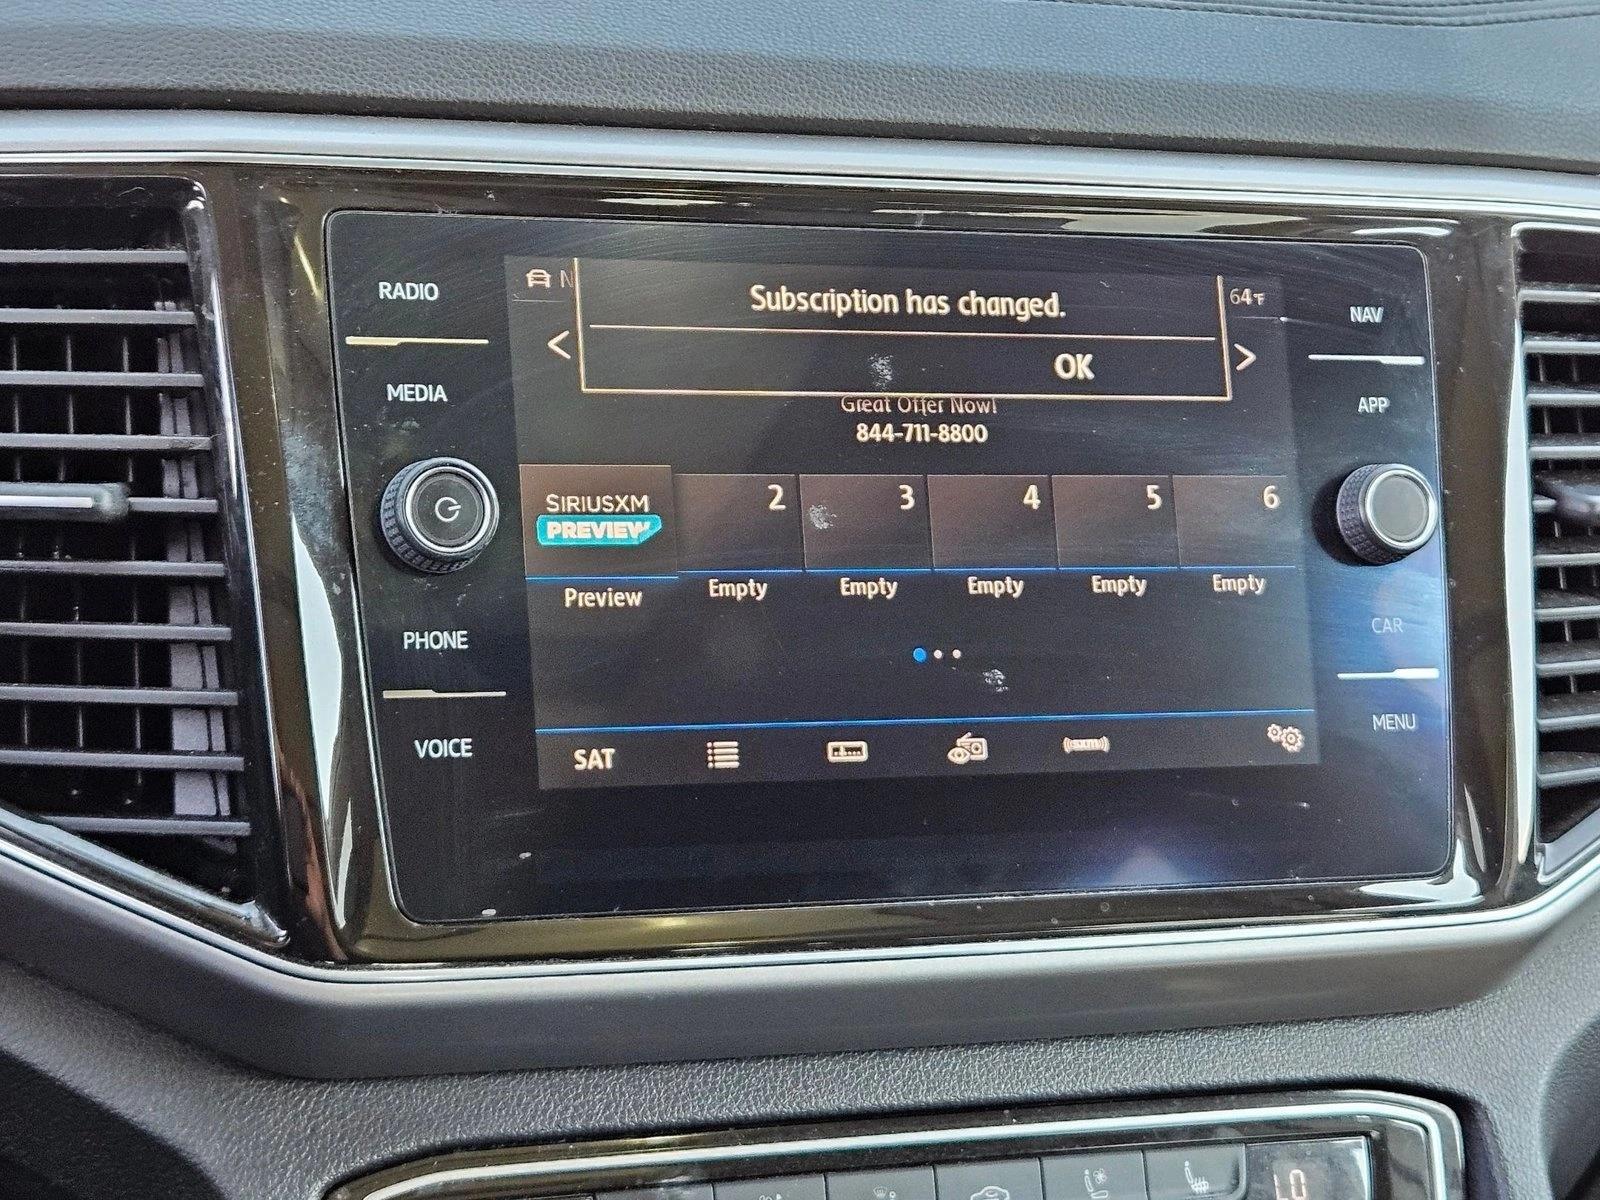 RADIO
MEDIA
PHONE
VOICE
N
Subscription has changed.
OK
64°F
<
>
Great Offer Now!
844-711-8800
SIRIUSXM
PREVIEW
2
3
4
5
6
Preview
Empty
Empty
Empty
Empty
Empty
SAT
NAV
APP
CAR
MENU
LO